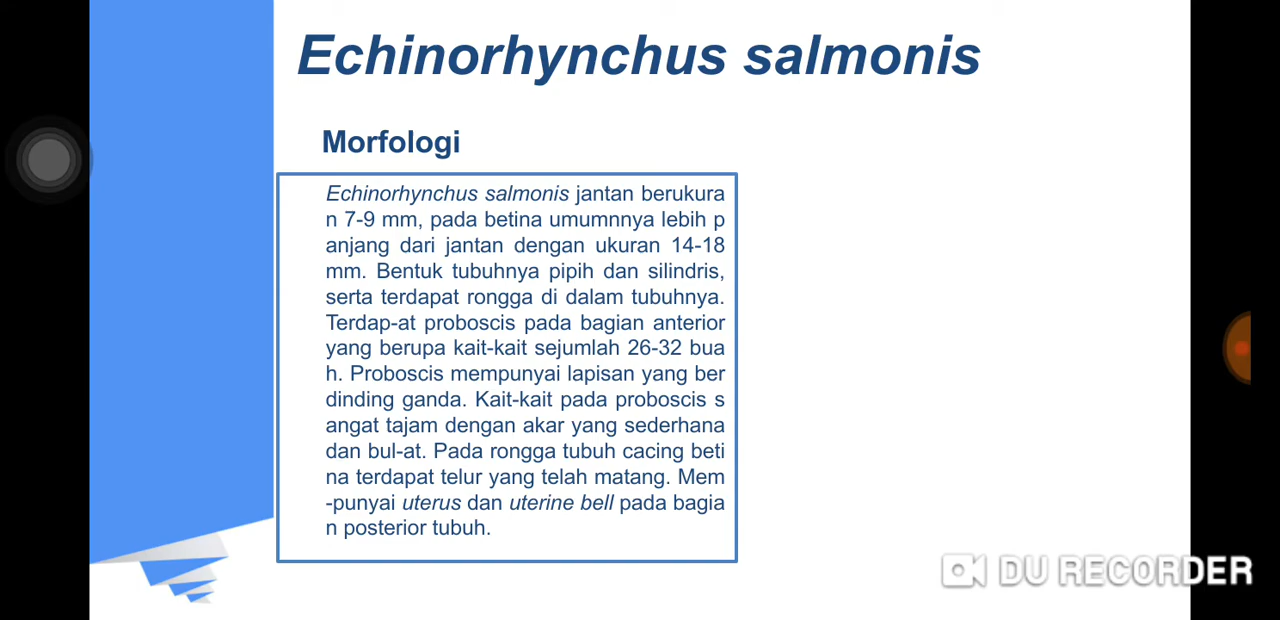 Echinorhynchus salmonis
Morfologi
Echinorhynchus salmonis jantan berukura
n 7-9 mm, pada betina umumnnya lebih p
anjang dari jantan dengan ukuran 14-18
mm. Bentuk tubuhnya pipih dan silindris,
serta terdapat rongga di dalam tubuhnya.
Terdap-at proboscis pada bagian anterior
yang berupa kait-kait sejumlah 26-32 bua
h. Proboscis mempunyai lapisan yang ber
dinding ganda. Kait-kait pada proboscis s
angat tajam dengan akar yang sederhana
dan bul-at. Pada rongga tubuh cacing beti
na terdapat telur yang telah matang. Mem
-punyai uterus dan uterine bell pada bagia
n posterior tubuh.
DU RECORDER